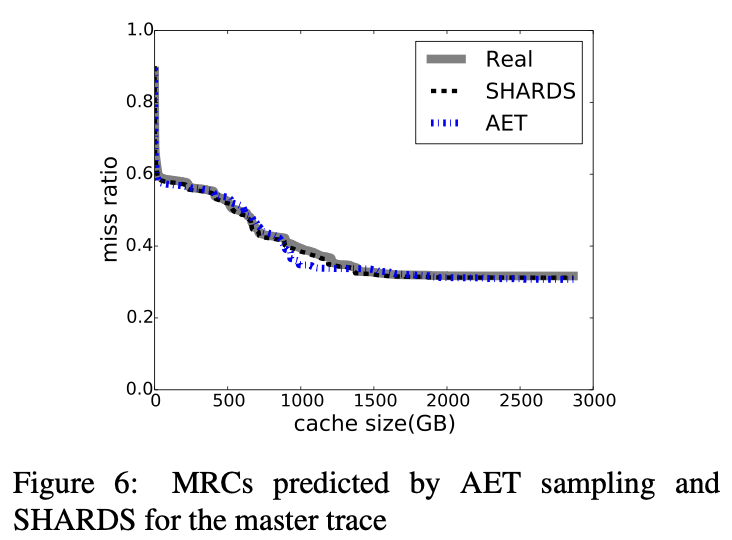 1.0
0.8
0.6
0.4
0.2
0.0
miss ratio
Real
SHARDS
AET
0 500 1000 1500 2000 2500 3000
cache size(GB)
Figure 6: MRCs predicted by AET sampling and
SHARDS for the master trace